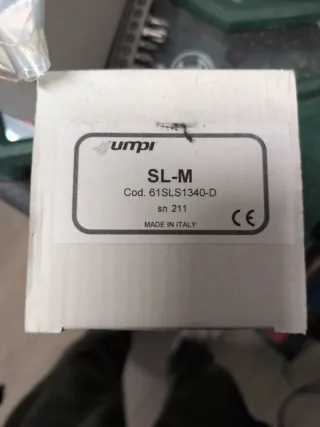 umpi
SL-M
Cod. 61SLS1340-D
sn 211
MADE IN ITALY
CE